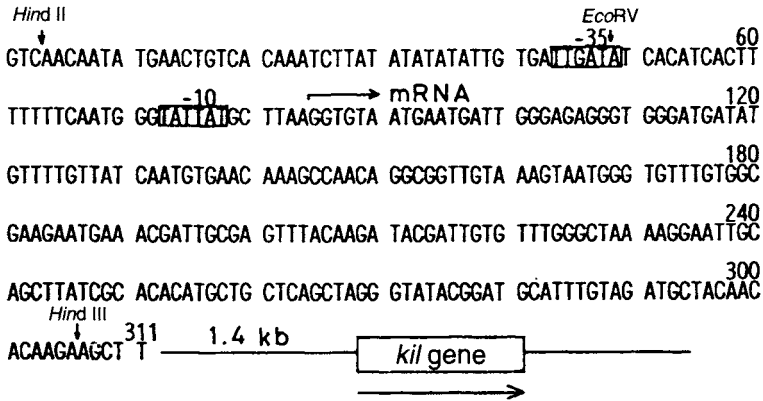 Hind II EcoRV
-35 60
GTCAACAATA TGAACTGTCA CAAATCTTAT ATATATATTG TGATTGATAT CACATCACTT
-10 mRNA 120
TTTTTCAATG GGTATTATGC TTAAGGTGTA ATGAATGATT GGGAGAGGGT GGGATGATAT
180
GTTTTGTTAT CAATGTGAAC AAAGCCAACA GGCGGTTGTA AAGTAATGGG TGTTTGTGGC
240
GAAGAATGAA ACGATTGCGA GTTTACAAGA TACGATTGTG TTTGGGCTAA AAGGAATTGC
300
AGCTTATCGC ACACATGCTG CTCAGCTAGG GTATACGGAT GCATTTGTAG ATGCTACAAC
Hind III 311 1.4 kb
ACAAGAAGCT T kil gene